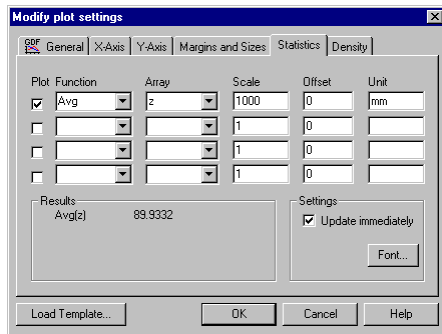 Modify plot settings
GDF General X-Axis Y-Axis Margins and Sizes Statistics Density
Plot Function Array Scale Offset Unit
Avg z 1000 0 mm
1 0
1 0
1 0
Results Settings
Avg(z) 89.9332 Update immediately
Font...
Load Template... OK Cancel Help